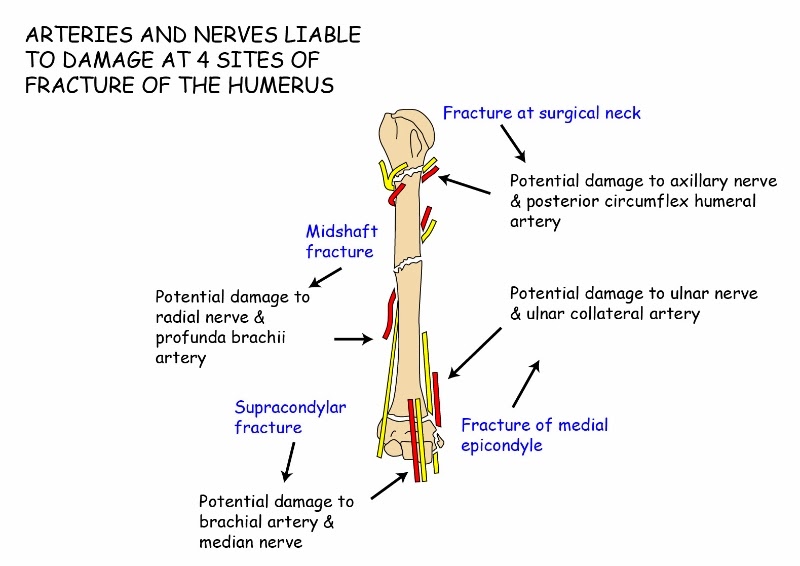 ARTERIES AND NERVES LIABLE
TO DAMAGE AT 4 SITES OF
FRACTURE OF THE HUMERUS
Fracture at surgical neck
Potential damage to axillary nerve
& posterior circumflex humeral
artery
Midshaft
fracture
Potential damage to
radial nerve &
profunda brachii
artery
Potential damage to ulnar nerve
& ulnar collateral artery
Supracondylar
fracture
Fracture of medial
epicondyle
Potential damage to
brachial artery &
median nerve